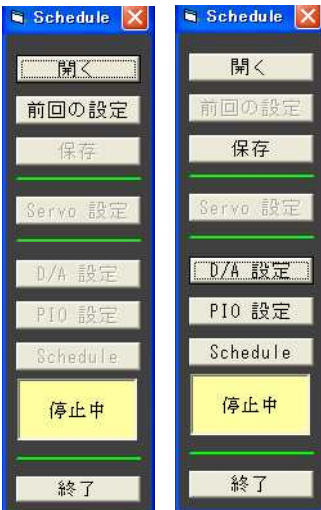 Schedule
開く
前回の設定
保存
Servo 設定
D/A 設定
PIO 設定
Schedule
停止中
終了
Schedule
開く
前回の設定
保存
Servo 設定
D/A 設定
PIO 設定
Schedule
停止中
終了